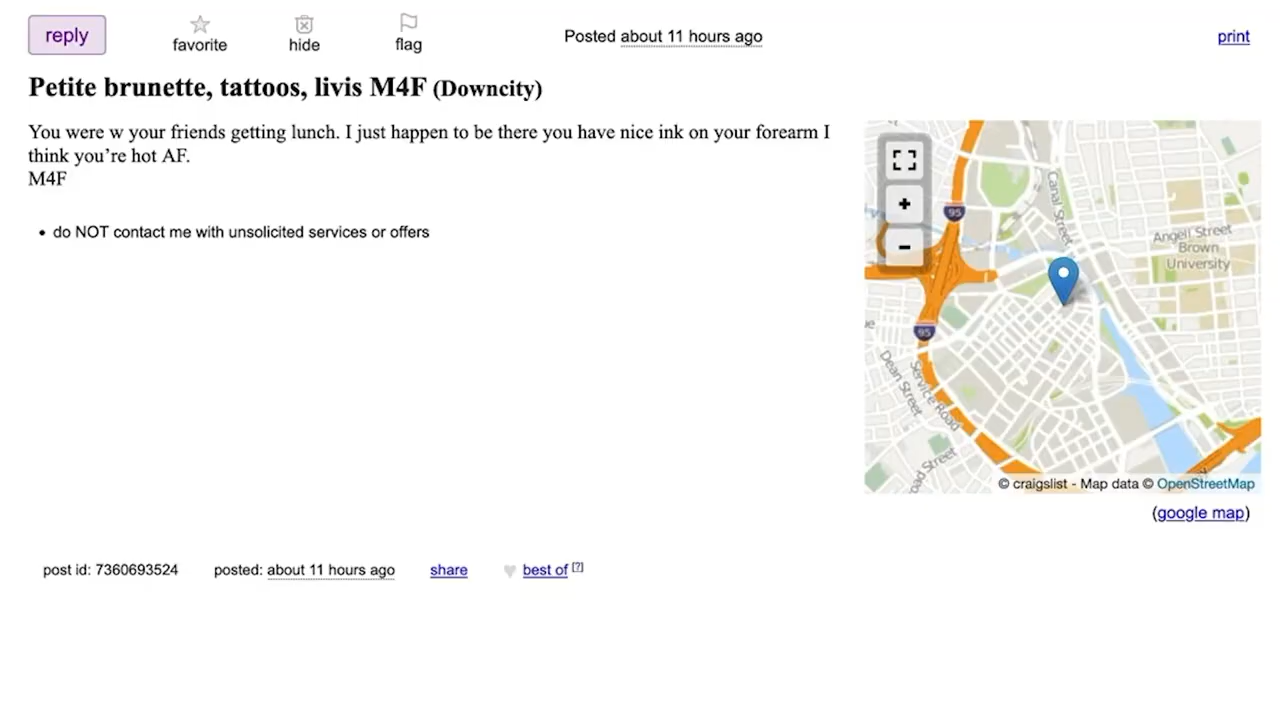 reply
favorite
hide
flag
Posted about 11 hours ago
print
Petite brunette, tattoos, livis M4F (Downcity)
You were w your friends getting lunch. I just happen to be there you have nice ink on your forearm I
think you’re hot AF.
M4F
• do NOT contact me with unsolicited services or offers
+
−
95
Canal Street
Angell Street
Brown
University
95
Dean Street
Service Road
oad Street
© craigslist - Map data © OpenStreetMap
(google map)
post id: 7360693524
posted: about 11 hours ago
share
♥ best of [?]